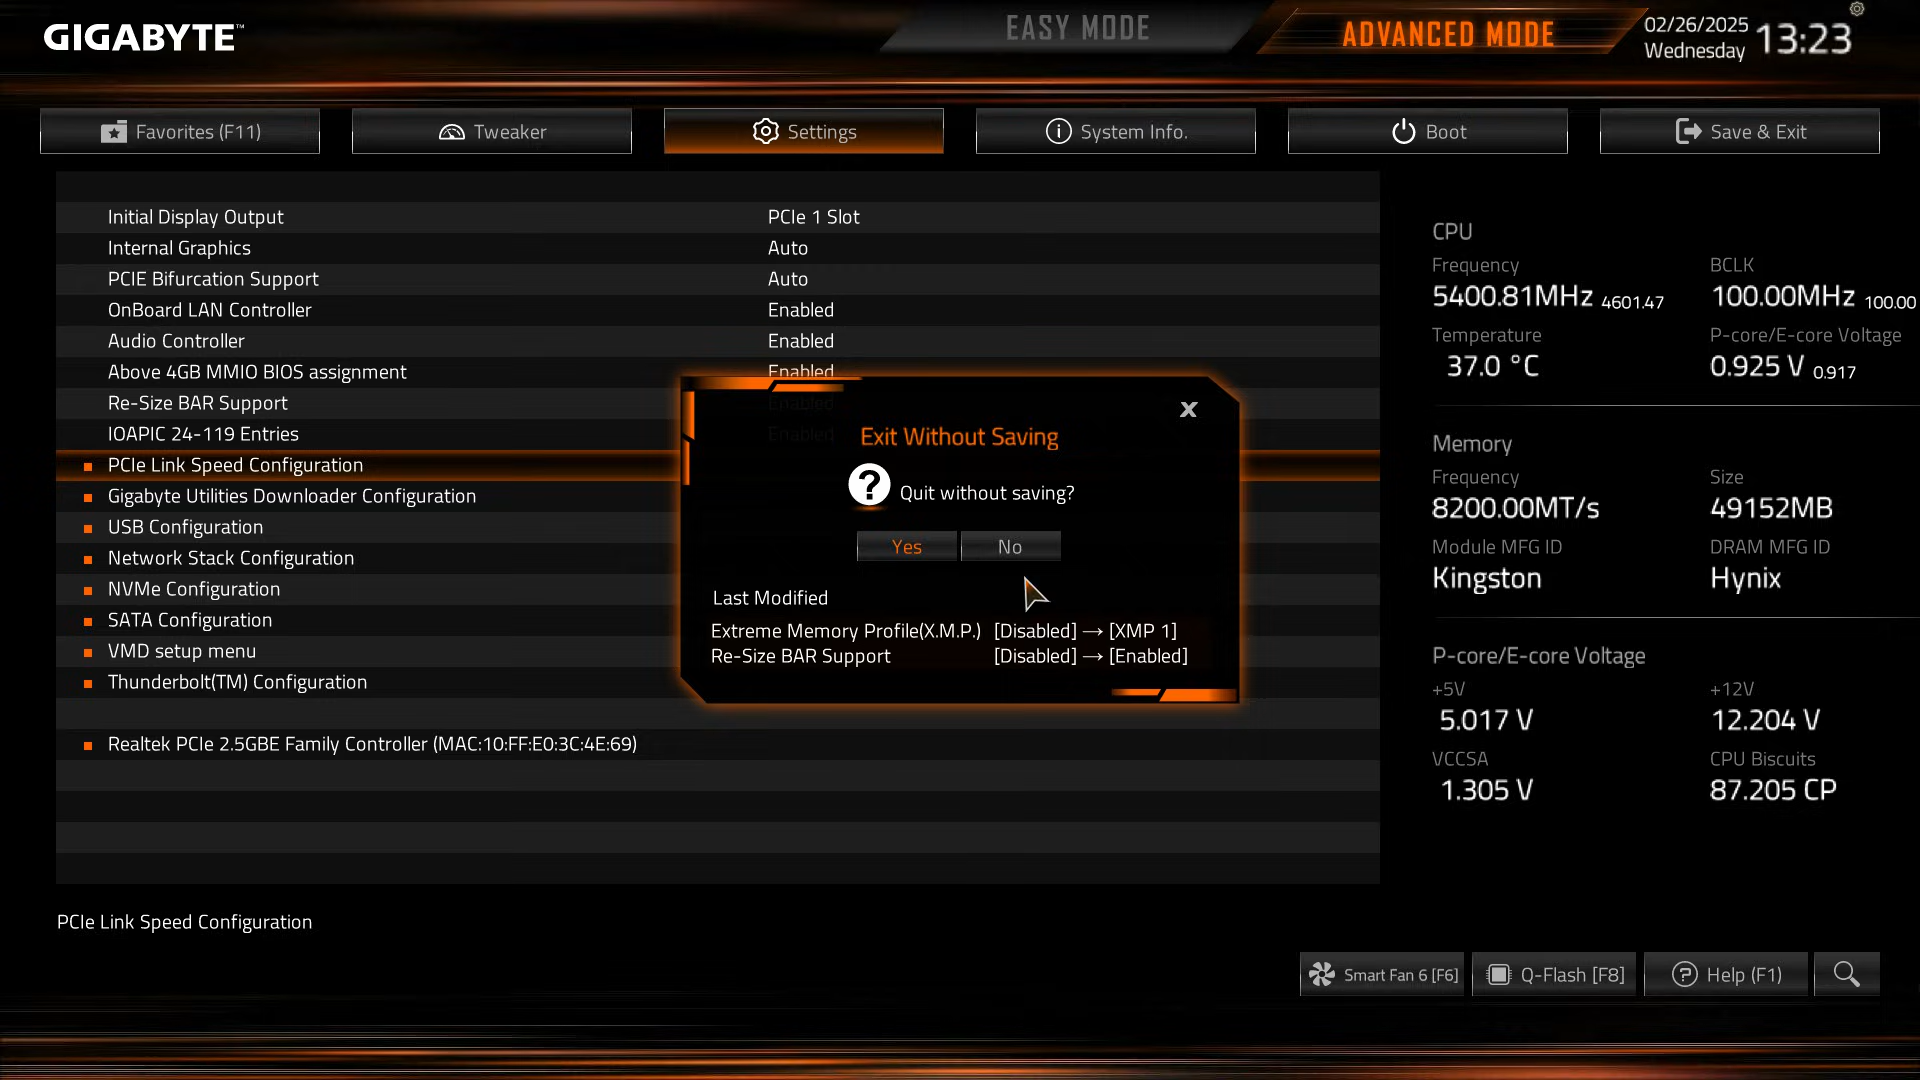 GIGABYTE™
EASY MODE
ADVANCED MODE
02/26/2025
Wednesday
13:23
Favorites (F11)
Tweaker
Settings
System Info.
Boot
Save & Exit
Initial Display Output PCIe 1 Slot
Internal Graphics Auto
PCIE Bifurcation Support Auto
OnBoard LAN Controller Enabled
Audio Controller Enabled
Above 4GB MMIO BIOS assignment Enabled
Re-Size BAR Support Enabled
IOAPIC 24-119 Entries Enabled
PCIe Link Speed Configuration
Gigabyte Utilities Downloader Configuration
USB Configuration
Network Stack Configuration
NVMe Configuration
SATA Configuration
VMD setup menu
Thunderbolt(TM) Configuration
Realtek PCIe 2.5GBE Family Controller (MAC:10:FF:E0:3C:4E:69)
X
Exit Without Saving
Quit without saving?
Yes No
Last Modified
Extreme Memory Profile(X.M.P.) [Disabled] → [XMP 1]
Re-Size BAR Support [Disabled] → [Enabled]
CPU
Frequency BCLK
5400.81MHz 4601.47 100.00MHz 100.00
Temperature P-core/E-core Voltage
37.0 °C 0.925 V 0.917
Memory
Frequency Size
8200.00MT/s 49152MB
Module MFG ID DRAM MFG ID
Kingston Hynix
P-core/E-core Voltage
+5V +12V
5.017 V 12.204 V
VCCSA CPU Biscuits
1.305 V 87.205 CP
PCIe Link Speed Configuration
Smart Fan 6 [F6]
Q-Flash [F8]
Help (F1)